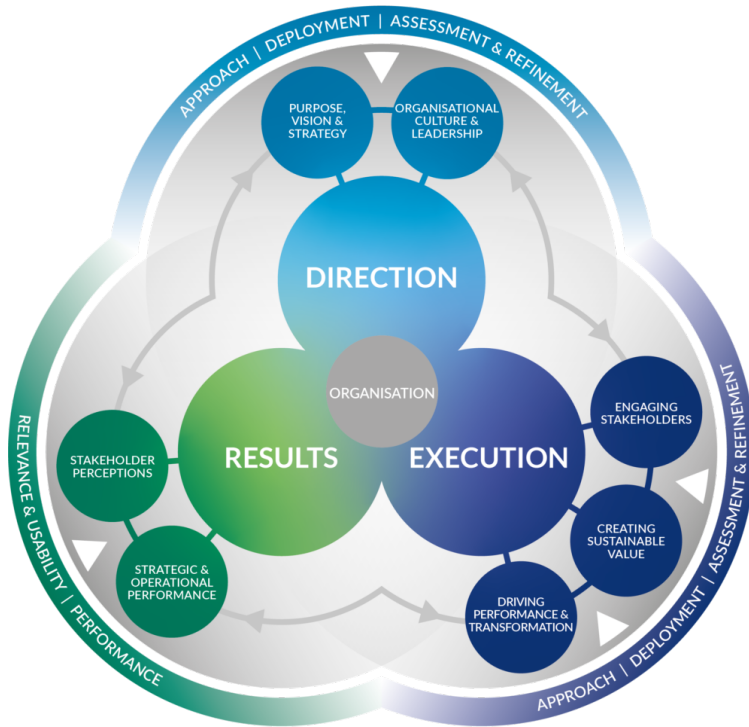 APPROACH | DEPLOYMENT | ASSESSMENT & REFINEMENT
PURPOSE,
VISION &
STRATEGY
ORGANISATIONAL
CULTURE &
LEADERSHIP
DIRECTION
ORGANISATION
RESULTS
EXECUTION
ENGAGING
STAKEHOLDERS
CREATING
SUSTAINABLE
VALUE
DRIVING
PERFORMANCE &
TRANSFORMATION
STAKEHOLDER
PERCEPTIONS
STRATEGIC &
OPERATIONAL
PERFORMANCE
RELEVANCE & USABILITY | PERFORMANCE
APPROACH | DEPLOYMENT | ASSESSMENT & REFINEMENT